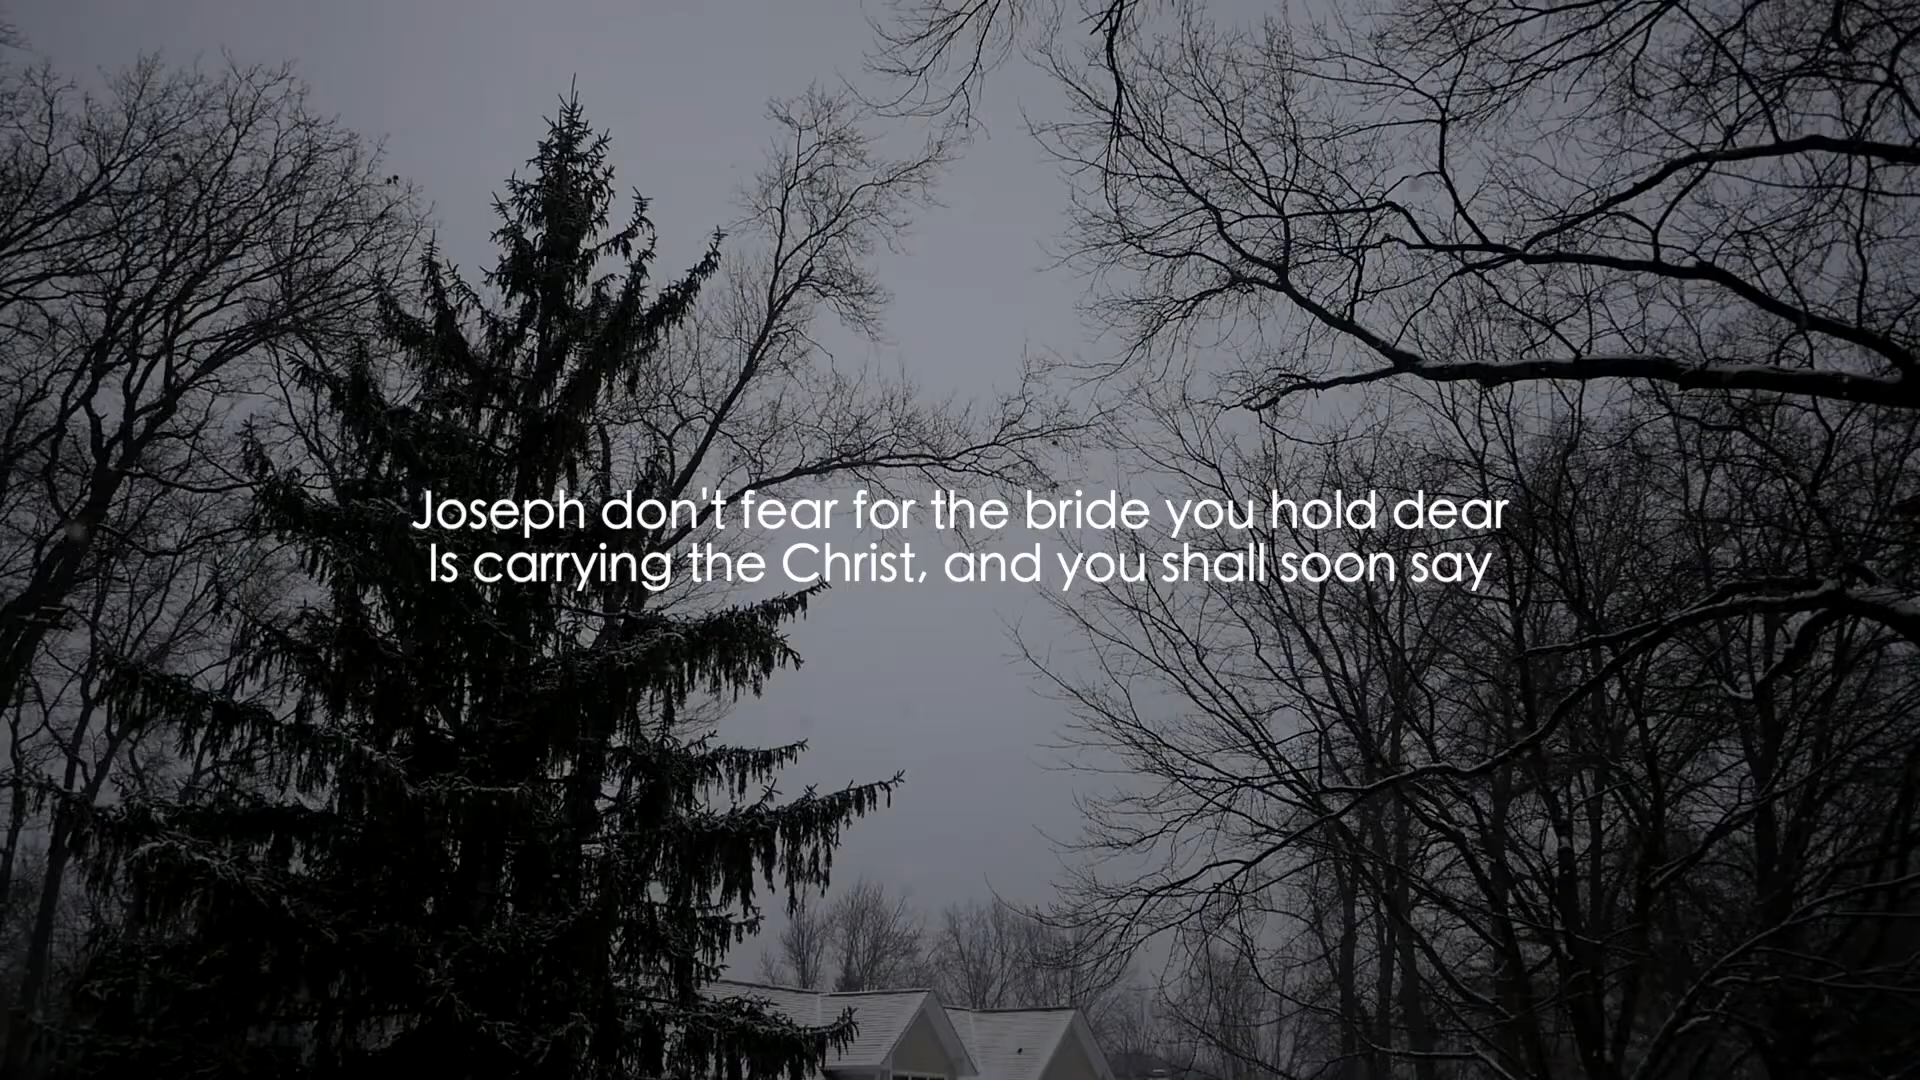 Joseph don't fear for the bride you hold dear
Is carrying the Christ, and you shall soon say